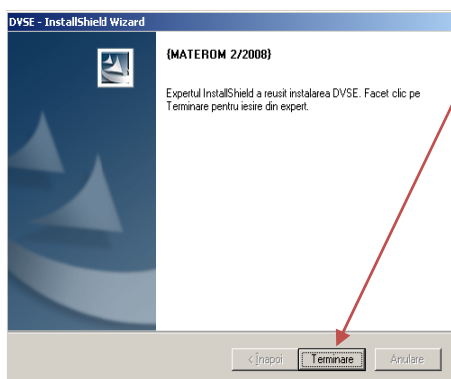 DVSE - InstallShield Wizard
{MATEROM 2/2008}
Expertul InstallShield a reusit instalarea DVSE. Facet clic pe
Terminare pentru iesire din expert.
< Înapoi
Terminare
Anulare